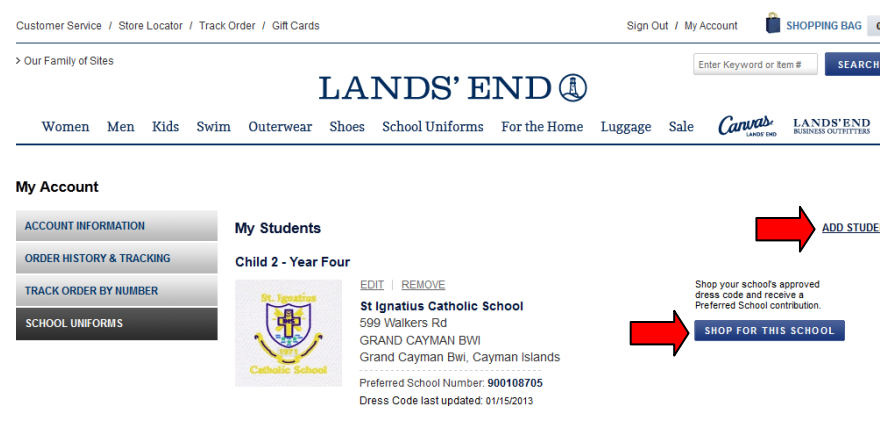 Customer Service / Store Locator / Track Order / Gift Cards
Sign Out / My Account
SHOPPING BAG
> Our Family of Sites
Enter Keyword or Item #
SEARCH
LANDS' END
Women Men Kids Swim Outerwear Shoes School Uniforms For the Home Luggage Sale
Canvas
LANDS' END
LANDS' END
BUSINESS OUTFITTERS
My Account
ACCOUNT INFORMATION
ORDER HISTORY & TRACKING
TRACK ORDER BY NUMBER
SCHOOL UNIFORMS
My Students
ADD STUDE
Child 2 - Year Four
St. Ignatius
IHS
1971
Catholic School
EDIT | REMOVE
St Ignatius Catholic School
599 Walkers Rd
GRAND CAYMAN BWI
Grand Cayman Bwi, Cayman Islands
Preferred School Number: 900108705
Dress Code last updated: 01/15/2013
Shop your school's approved
dress code and receive a
Preferred School contribution.
SHOP FOR THIS SCHOOL